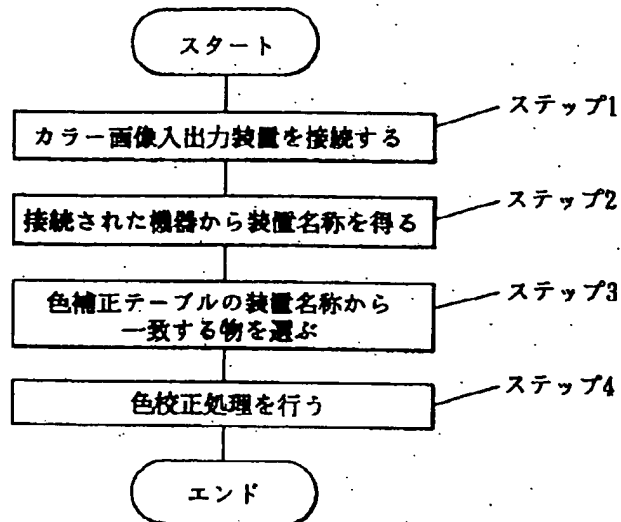 スタート
ステップ1
カラー画像入出力装置を接続する
ステップ2
接続された機器から装置名称を得る
ステップ3
色補正テーブルの装置名称から
一致する物を選ぶ
ステップ4
色校正処理を行う
エンド